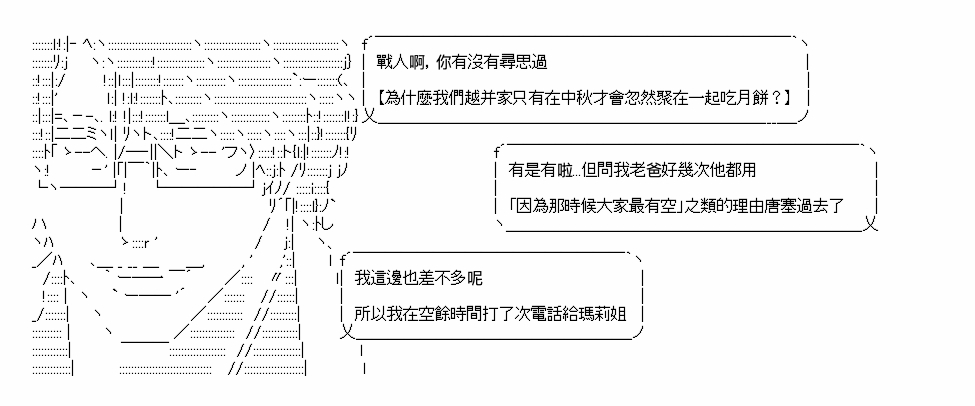 戰人啊, 你有沒有尋思過
【為什麼我們越并家只有在中秋才會忽然聚在一起吃月餅？】
有是有啦...但問我老爸好幾次他都用
「因為那時候大家最有空」之類的理由唐塞過去了
我這邊也差不多呢
所以我在空餘時間打了次電話給瑪莉姐